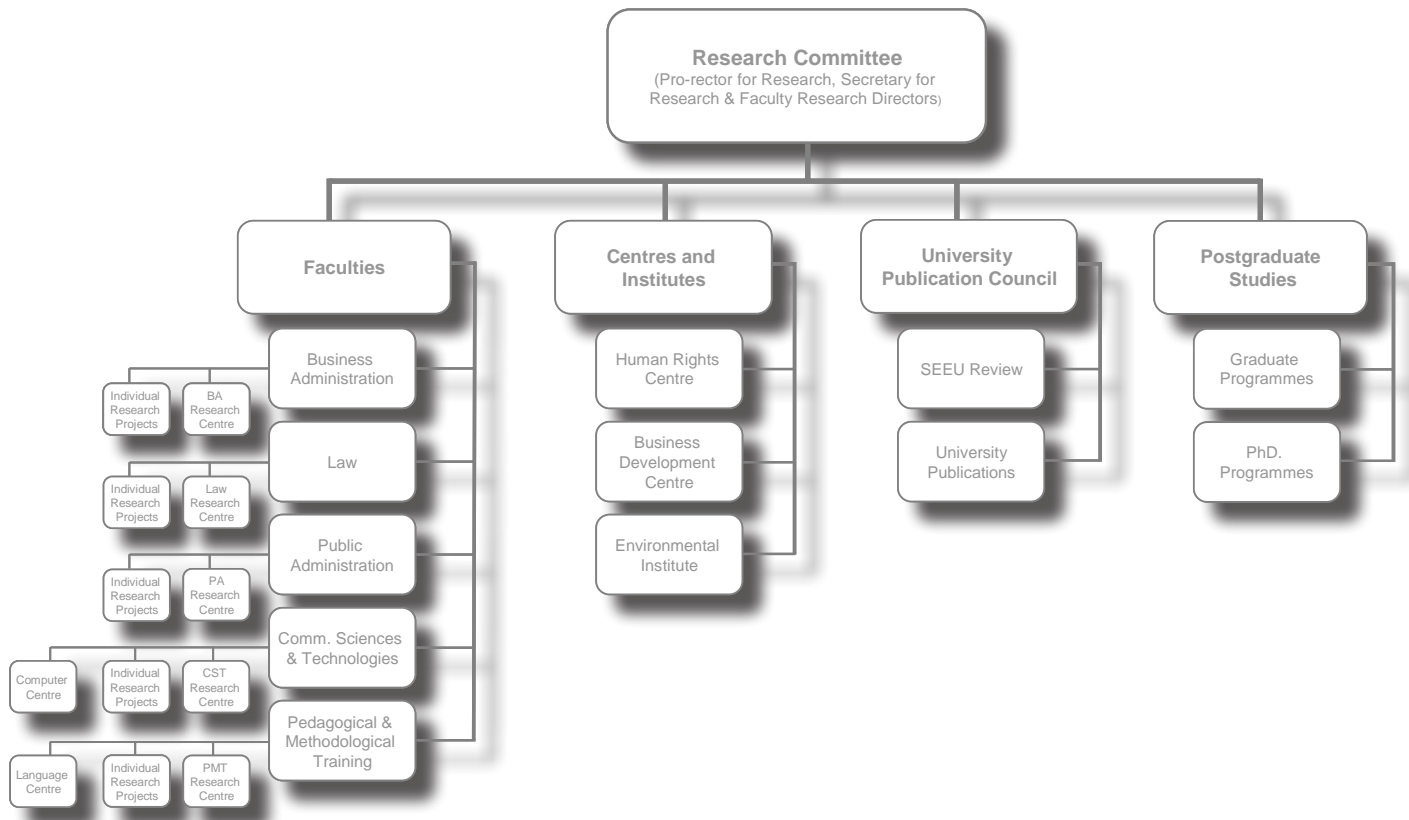 Research Committee
(Pro-rector for Research, Secretary for
Research & Faculty Research Directors)
Faculties
Centres and
Institutes
University
Publication Council
Postgraduate
Studies
Business
Administration
Individual
Research
Projects
BA
Research
Centre
Law
Individual
Research
Projects
Law
Research
Centre
Public
Administration
Individual
Research
Projects
PA
Research
Centre
Comm. Sciences
& Technologies
Computer
Centre
Individual
Research
Projects
CST
Research
Centre
Pedagogical &
Methodological
Training
Language
Centre
Individual
Research
Projects
PMT
Research
Centre
Human Rights
Centre
Business
Development
Centre
Environmental
Institute
SEEU Review
University
Publications
Graduate
Programmes
PhD.
Programmes